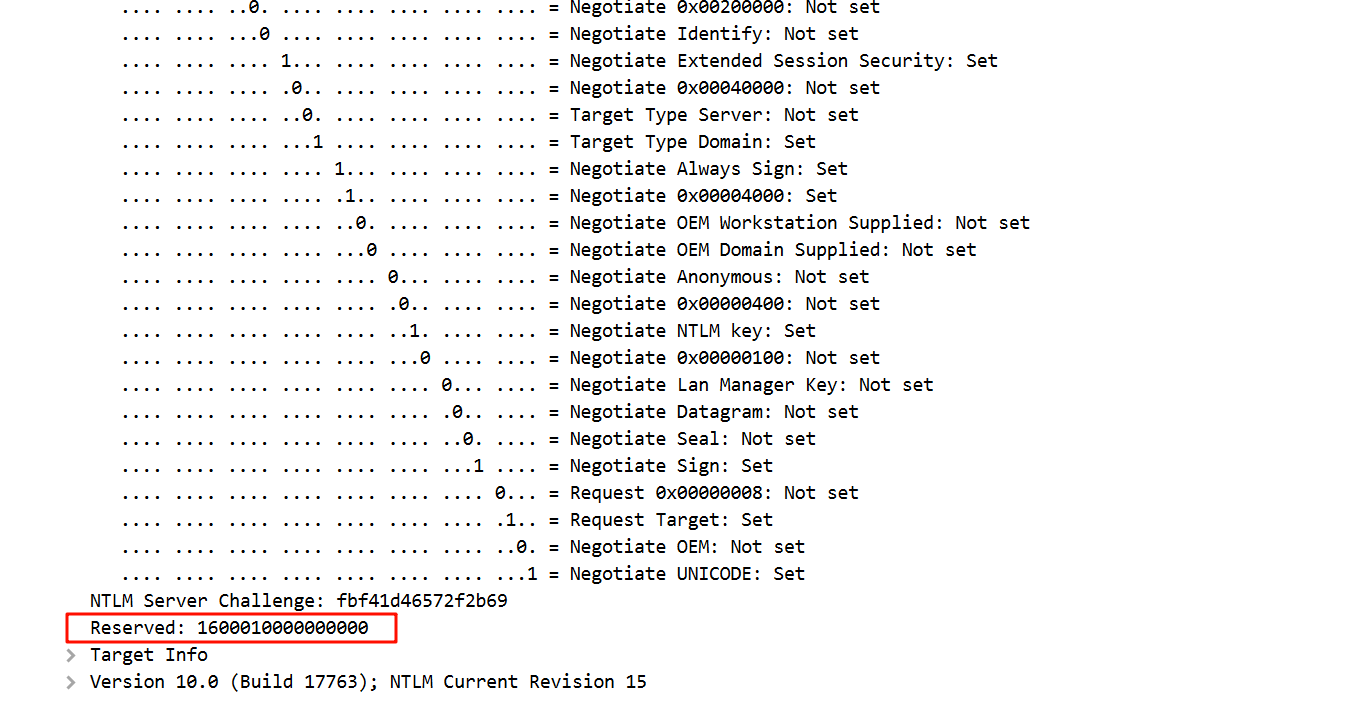 .... .... ..0. .... .... .... .... .... = Negotiate 0x00200000: Not set
.... .... ...0 .... .... .... .... .... = Negotiate Identify: Not set
.... .... .... 1... .... .... .... .... = Negotiate Extended Session Security: Set
.... .... .... .0.. .... .... .... .... = Negotiate 0x00040000: Not set
.... .... .... ..0. .... .... .... .... = Target Type Server: Not set
.... .... .... ...1 .... .... .... .... = Target Type Domain: Set
.... .... .... .... 1... .... .... .... = Negotiate Always Sign: Set
.... .... .... .... .1.. .... .... .... = Negotiate 0x00004000: Set
.... .... .... .... ..0. .... .... .... = Negotiate OEM Workstation Supplied: Not set
.... .... .... .... ...0 .... .... .... = Negotiate OEM Domain Supplied: Not set
.... .... .... .... .... 0... .... .... = Negotiate Anonymous: Not set
.... .... .... .... .... .0.. .... .... = Negotiate 0x00000400: Not set
.... .... .... .... .... ..1. .... .... = Negotiate NTLM key: Set
.... .... .... .... .... ...0 .... .... = Negotiate 0x00000100: Not set
.... .... .... .... .... .... 0... .... = Negotiate Lan Manager Key: Not set
.... .... .... .... .... .... .0.. .... = Negotiate Datagram: Not set
.... .... .... .... .... .... ..0. .... = Negotiate Seal: Not set
.... .... .... .... .... .... ...1 .... = Negotiate Sign: Set
.... .... .... .... .... .... .... 0... = Request 0x00000008: Not set
.... .... .... .... .... .... .... .1.. = Request Target: Set
.... .... .... .... .... .... .... ..0. = Negotiate OEM: Not set
.... .... .... .... .... .... .... ...1 = Negotiate UNICODE: Set
NTLM Server Challenge: fbf41d46572f2b69
Reserved: 1600010000000000
> Target Info
> Version 10.0 (Build 17763); NTLM Current Revision 15